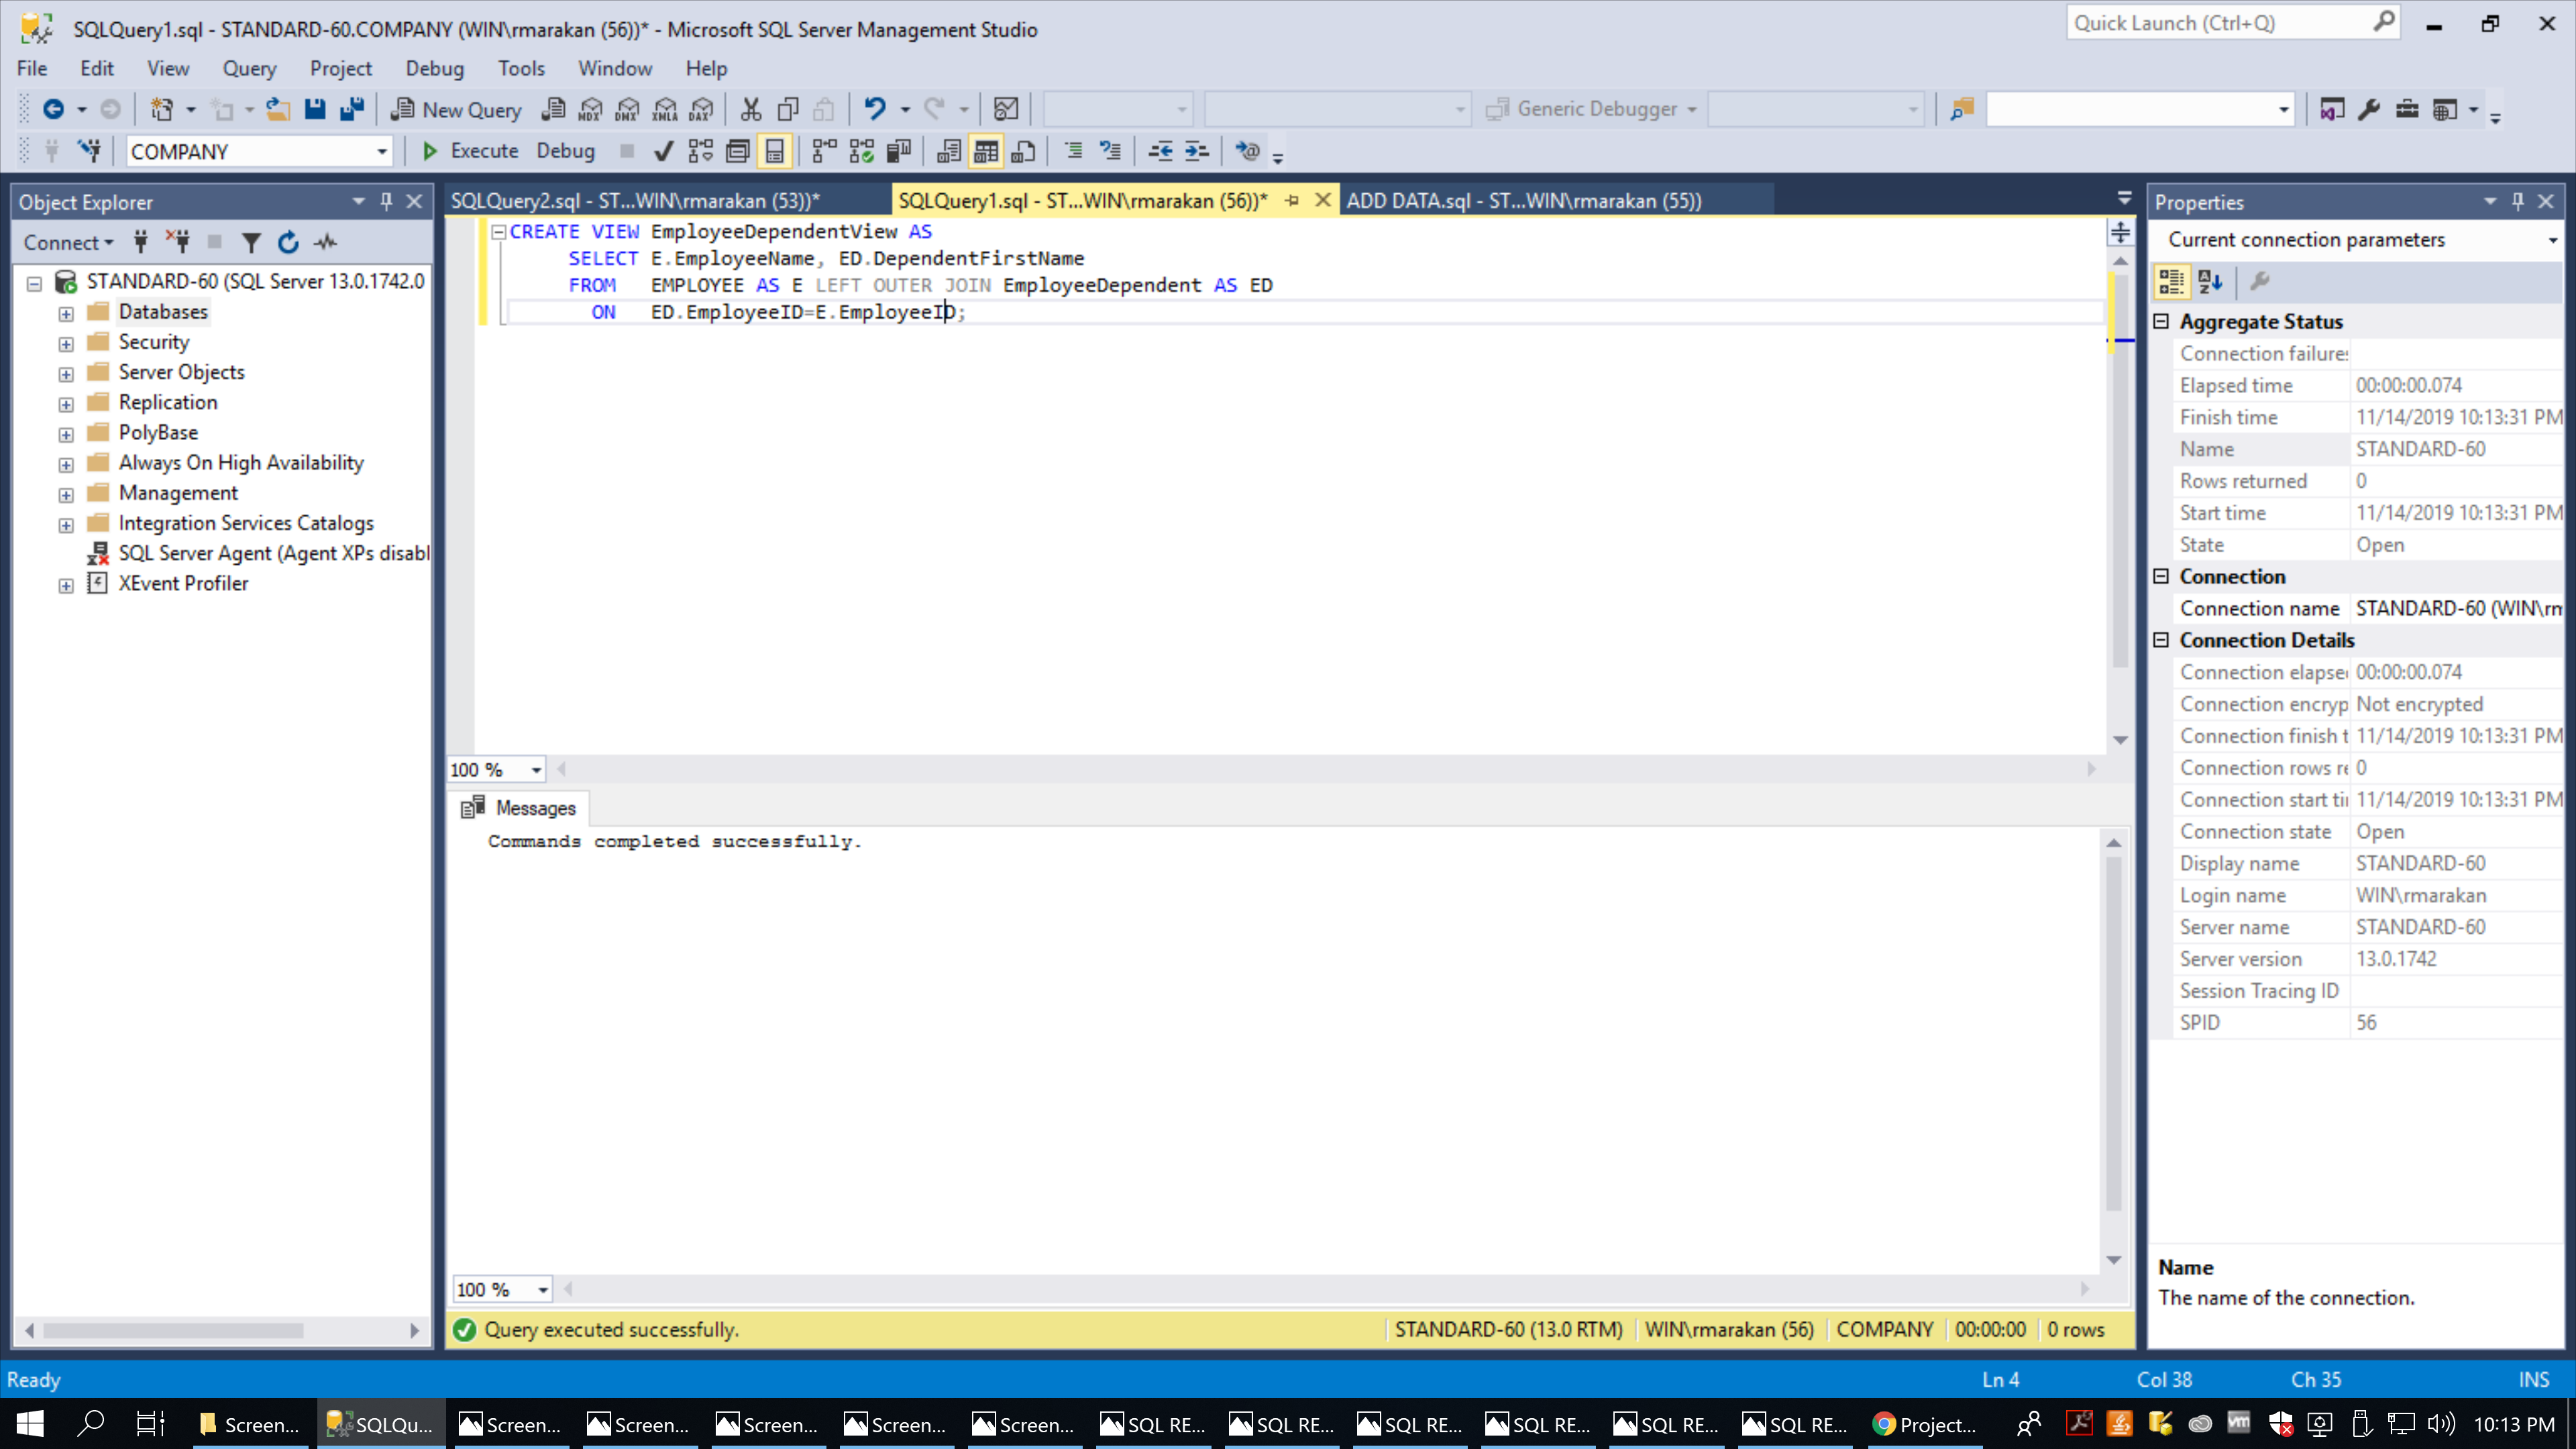 SQLQuery1.sql - STANDARD-60.COMPANY (WIN\rmarakan (56))* - Microsoft SQL Server Management Studio
Quick Launch (Ctrl+Q)
File Edit View Query Project Debug Tools Window Help
New Query MDX DMX XMLA DAX Generic Debugger
COMPANY Execute Debug
Object Explorer
Connect
STANDARD-60 (SQL Server 13.0.1742.0
Databases
Security
Server Objects
Replication
PolyBase
Always On High Availability
Management
Integration Services Catalogs
SQL Server Agent (Agent XPs disabl
XEvent Profiler
SQLQuery2.sql - ST...WIN\rmarakan (53))* SQLQuery1.sql - ST...WIN\rmarakan (56))* ADD DATA.sql - ST...WIN\rmarakan (55))
CREATE VIEW EmployeeDependentView AS
SELECT E.EmployeeName, ED.DependentFirstName
FROM EMPLOYEE AS E LEFT OUTER JOIN EmployeeDependent AS ED
ON ED.EmployeeID=E.EmployeeID;
100 %
Messages
Commands completed successfully.
100 %
Query executed successfully. STANDARD-60 (13.0 RTM) WIN\rmarakan (56) COMPANY 00:00:00 0 rows
Properties
Current connection parameters
Aggregate Status
Connection failure
Elapsed time 00:00:00.074
Finish time 11/14/2019 10:13:31 PM
Name STANDARD-60
Rows returned 0
Start time 11/14/2019 10:13:31 PM
State Open
Connection
Connection name STANDARD-60 (WIN\rm
Connection Details
Connection elapse 00:00:00.074
Connection encryp Not encrypted
Connection finish t 11/14/2019 10:13:31 PM
Connection rows re 0
Connection start ti 11/14/2019 10:13:31 PM
Connection state Open
Display name STANDARD-60
Login name WIN\rmarakan
Server name STANDARD-60
Server version 13.0.1742
Session Tracing ID
SPID 56
Name
The name of the connection.
Ready Ln 4 Col 38 Ch 35 INS
Screen... SQLQu... Screen... Screen... Screen... Screen... Screen... SQL RE... SQL RE... SQL RE... SQL RE... SQL RE... SQL RE... Project... vm 10:13 PM